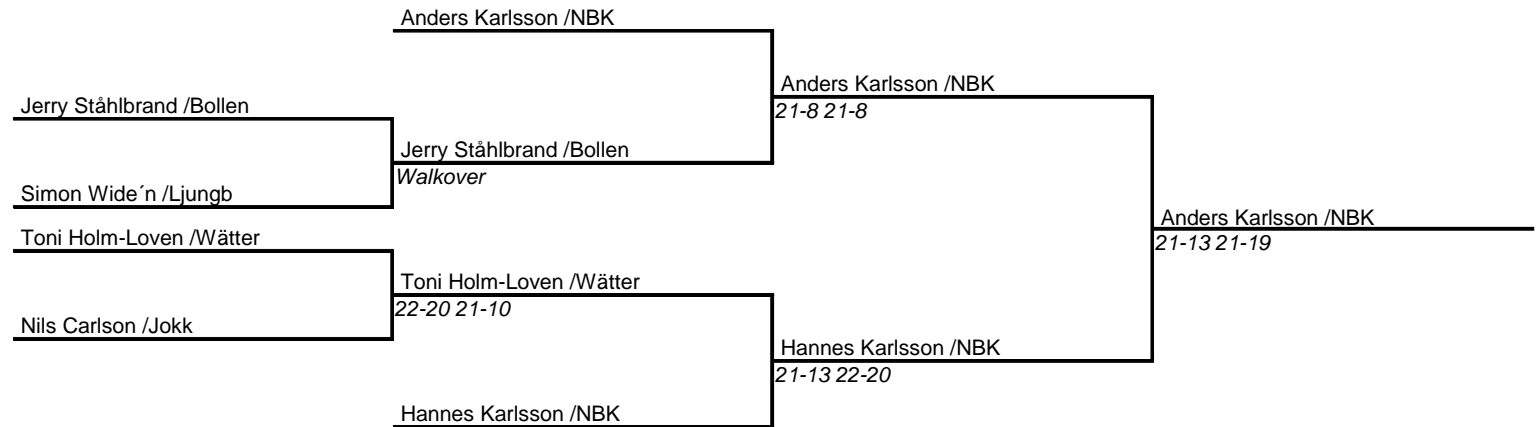 Anders Karlsson /NBK
Anders Karlsson /NBK
21-8 21-8
Jerry Ståhlbrand /Bollen
Jerry Ståhlbrand /Bollen
Walkover
Simon Wide´n /Ljungb
Anders Karlsson /NBK
21-13 21-19
Toni Holm-Loven /Wätter
Toni Holm-Loven /Wätter
22-20 21-10
Nils Carlson /Jokk
Hannes Karlsson /NBK
21-13 22-20
Hannes Karlsson /NBK